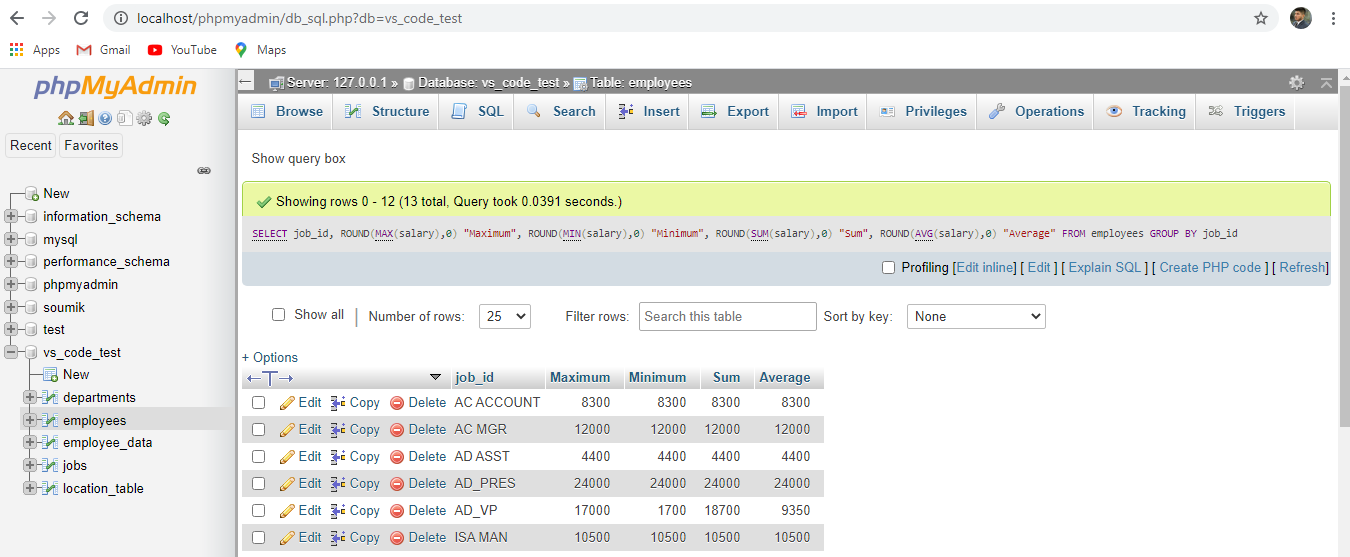 localhost/phpmyadmin/db_sql.php?db=vs_code_test
Apps Gmail YouTube Maps
phpMyAdmin
Recent Favorites
New
information_schema
mysql
performance_schema
phpmyadmin
soumik
test
vs_code_test
New
departments
employees
employee_data
jobs
location_table
Server: 127.0.0.1 » Database: vs_code_test » Table: employees
Browse Structure SQL Search Insert Export Import Privileges Operations Tracking Triggers
Show query box
Showing rows 0 - 12 (13 total, Query took 0.0391 seconds.)
SELECT job_id, ROUND(MAX(salary),0) "Maximum", ROUND(MIN(salary),0) "Minimum", ROUND(SUM(salary),0) "Sum", ROUND(AVG(salary),0) "Average" FROM employees GROUP BY job_id
Profiling [Edit inline] [ Edit ] [ Explain SQL ] [ Create PHP code ] [ Refresh]
Show all | Number of rows: 25 Filter rows: Search this table Sort by key: None
+ Options
←T→ job_id Maximum Minimum Sum Average
Edit Copy Delete AC ACCOUNT 8300 8300 8300 8300
Edit Copy Delete AC MGR 12000 12000 12000 12000
Edit Copy Delete AD ASST 4400 4400 4400 4400
Edit Copy Delete AD_PRES 24000 24000 24000 24000
Edit Copy Delete AD_VP 17000 1700 18700 9350
Edit Copy Delete ISA MAN 10500 10500 10500 10500